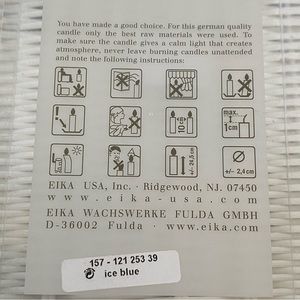 You have made a good choice. For this german quality
candle only the best raw materials were used. To
make sure the candle gives a calm light that creates
atmosphere, never leave burning candles unattended
and note the following instructions:
max.
1 cm
+/- 24,5 cm
+/- 2,4 cm
EIKA USA, Inc. · Ridgewood, NJ. 07450
www.eika-usa.com
EIKA WACHSWERKE FULDA GMBH
D-36002 Fulda · www.eika.com
157 - 121 253 39
ice blue